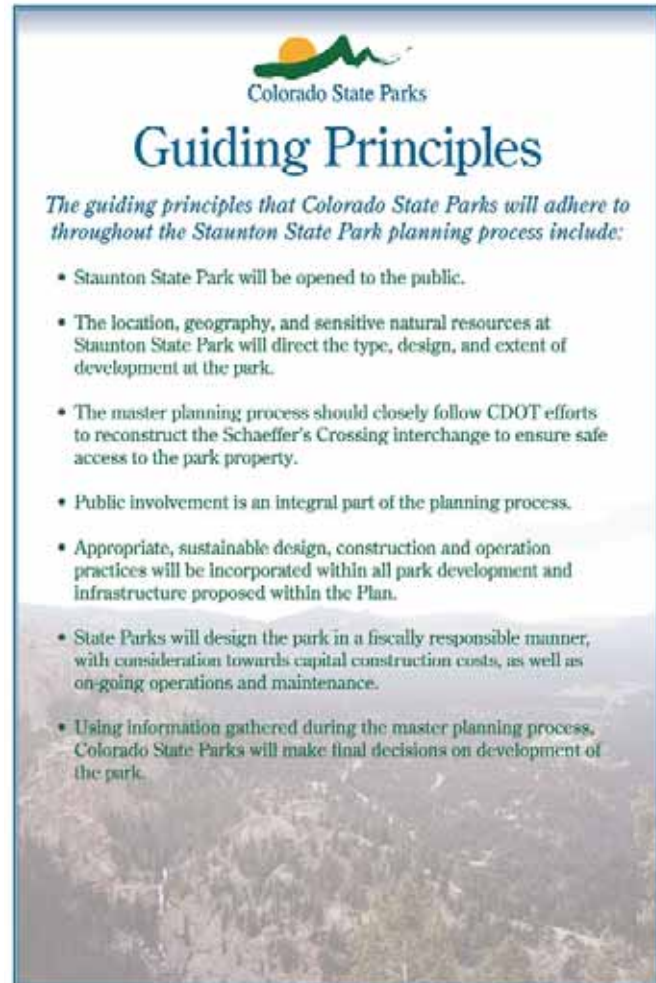 Colorado State Parks
Guiding Principles
The guiding principles that Colorado State Parks will adhere to
throughout the Staunton State Park planning process include:
• Staunton State Park will be opened to the public.
• The location, geography, and sensitive natural resources at
Staunton State Park will direct the type, design, and extent of
development at the park.
• The master planning process should closely follow CDOT efforts
to reconstruct the Schaeffer's Crossing interchange to ensure safe
access to the park property.
• Public involvement is an integral part of the planning process.
• Appropriate, sustainable design, construction and operation
practices will be incorporated within all park development and
infrastructure proposed within the Plan.
• State Parks will design the park in a fiscally responsible manner,
with consideration towards capital construction costs, as well as
on-going operations and maintenance.
• Using information gathered during the master planning process,
Colorado State Parks will make final decisions on development of
the park.